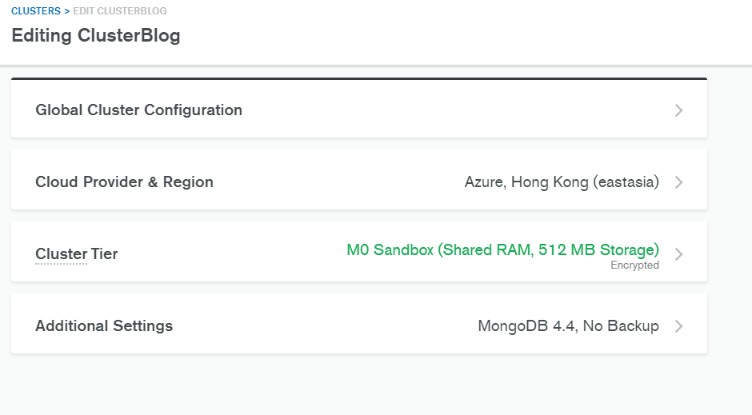 CLUSTERS > EDIT CLUSTERBLOG
Editing ClusterBlog
Global Cluster Configuration
Cloud Provider & Region Azure, Hong Kong (eastasia)
Cluster Tier M0 Sandbox (Shared RAM, 512 MB Storage)
Encrypted
Additional Settings MongoDB 4.4, No Backup